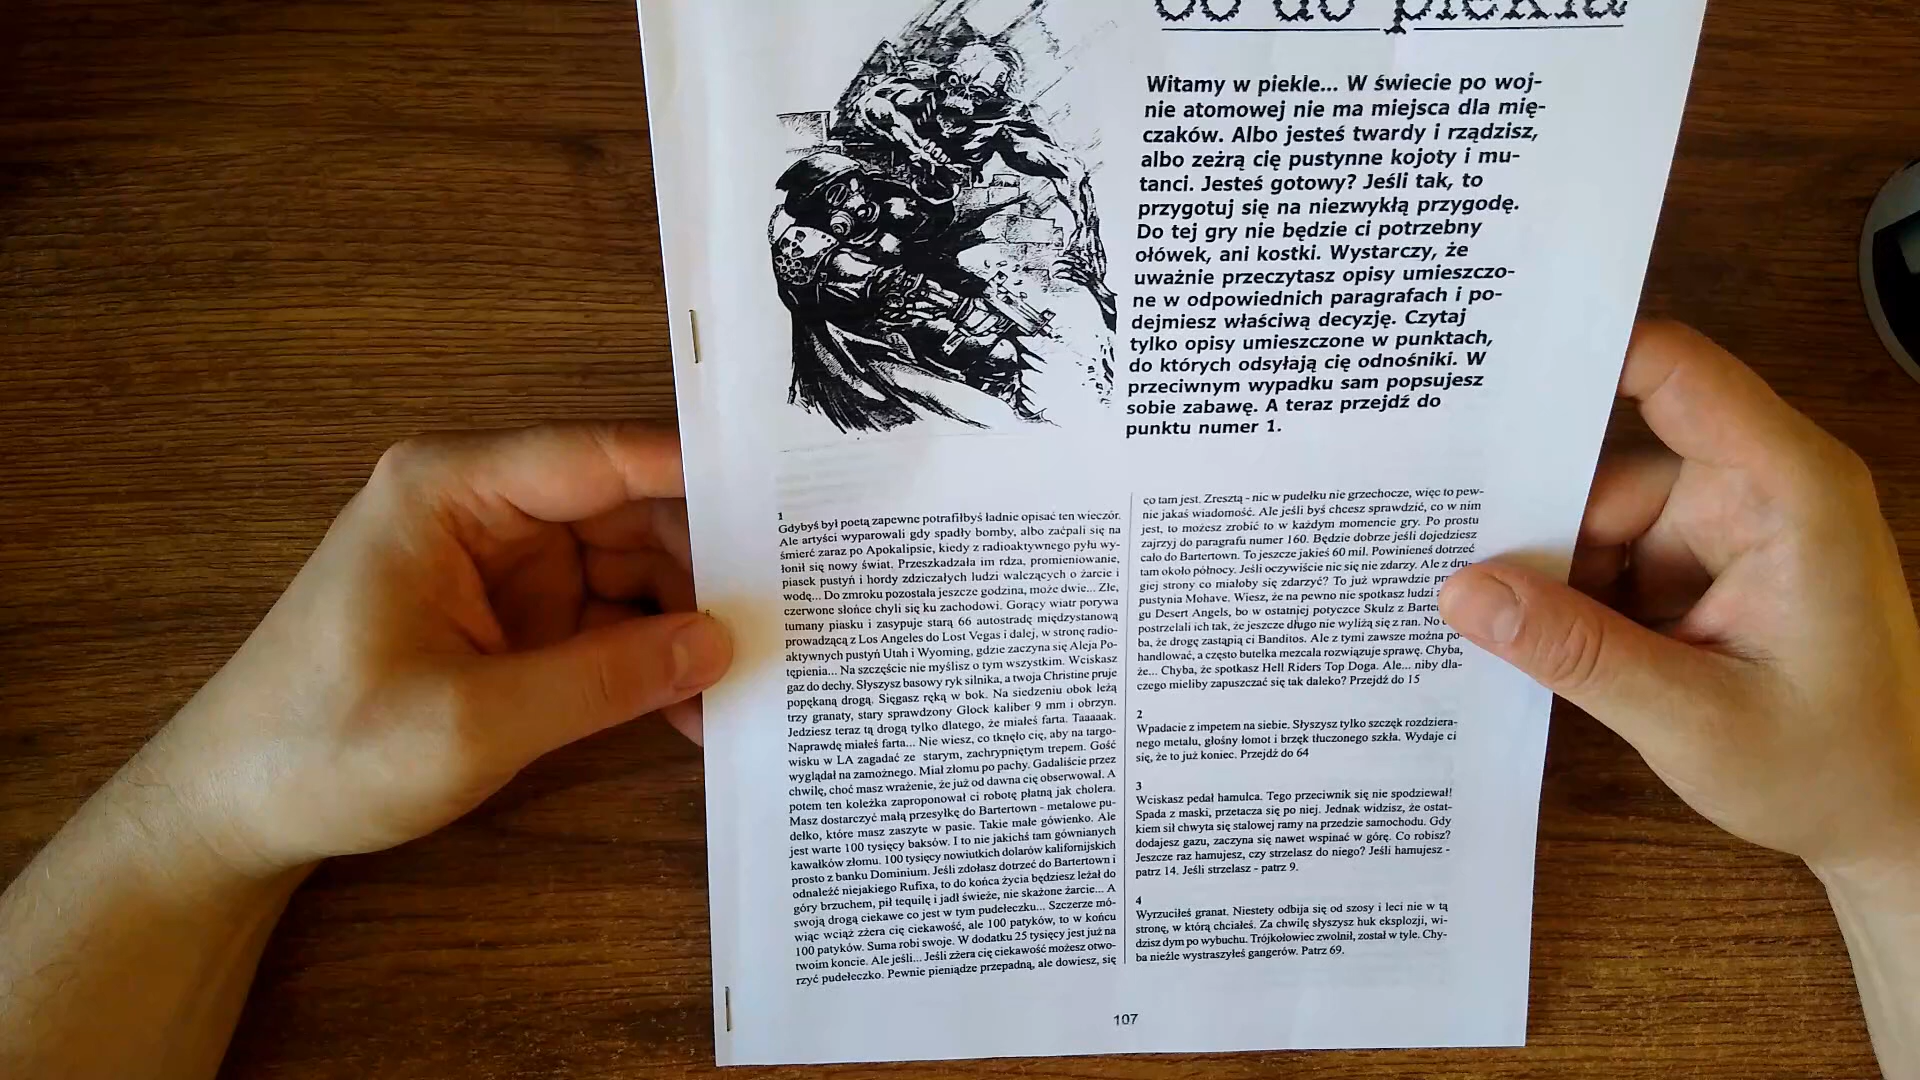 do piekła
Witamy w piekle... W świecie po woj-
nie atomowej nie ma miejsca dla mię-
czaków. Albo jesteś twardy i rządzisz,
albo zeżrą cię pustynne kojoty i mu-
tanci. Jesteś gotowy? Jeśli tak, to
przygotuj się na niezwykłą przygodę.
Do tej gry nie będzie ci potrzebny
ołówek, ani kostki. Wystarczy, że
uważnie przeczytasz opisy umieszczo-
ne w odpowiednich paragrafach i po-
dejmiesz właściwą decyzję. Czytaj
tylko opisy umieszczone w punktach,
do których odsyłają cię odnośniki. W
przeciwnym wypadku sam popsujesz
sobie zabawę. A teraz przejdź do
punktu numer 1.
1
Gdybyś był poetą zapewne potrafiłbyś ładnie opisać ten wieczór.
Ale artyści wyparowali gdy spadły bomby, albo zaćpali się na
śmierć zaraz po Apokalipsie, kiedy z radioaktywnego pyłu wy-
łonił się nowy świat. Przeszkadzała im rdza, promieniowanie,
piasek pustyń i hordy zdziczałych ludzi walczących o żarcie i
wodę... Do zmroku pozostała jeszcze godzina, może dwie... Złe,
czerwone słońce chyli się ku zachodowi. Gorący wiatr porywa
tumany piasku i zasypuje starą 66 autostradę międzystanową
prowadzącą z Los Angeles do Lost Vegas i dalej, w stronę radio-
aktywnych pustyń Utah i Wyoming, gdzie zaczyna się Aleja Po-
tępienia... Na szczęście nie myślisz o tym wszystkim. Wciskasz
gaz do dechy. Słyszysz basowy ryk silnika, a twoja Christine pruje
popękaną drogą. Sięgasz ręką w bok. Na siedzeniu obok leżą
trzy granaty, stary sprawdzony Glock kaliber 9 mm i obrzyn.
Jedziesz teraz tą drogą tylko dlatego, że miałeś farta. Taaaaak.
Naprawdę miałeś farta... Nie wiesz, co tknęło cię, aby na targo-
wisku w LA zagadać ze starym, zachrypniętym trepem. Gość
wyglądał na zamożnego. Miał złomu po pachy. Gadaliście przez
chwilę, choć masz wrażenie, że już od dawna cię obserwował. A
potem ten koleżka zaproponował ci robotę płatną jak cholera.
Masz dostarczyć małą przesyłkę do Bartertown - metalowe pu-
dełko, które masz zaszyte w pasie. Takie małe gówienko. Ale
jest warte 100 tysięcy baksów. I to nie jakichś tam gównianych
kawałków złomu. 100 tysięcy nowiutkich dolarów kalifornijskich
prosto z banku Dominium. Jeśli zdołasz dotrzeć do Bartertown i
odnaleźć niejakiego Rufixa, to do końca życia będziesz leżał do
góry brzuchem, pił tequilę i jadł świeże, nie skażone żarcie... A
swoją drogą ciekawe co jest w tym pudełeczku... Szczerze mó-
wiąc wciąż zżera cię ciekawość, ale 100 patyków, to w końcu
100 patyków. Suma robi swoje. W dodatku 25 tysięcy jest już na
twoim koncie. Ale jeśli... Jeśli zżera cię ciekawość możesz otwo-
rzyć pudełeczko. Pewnie pieniądze przepadną, ale dowiesz, się
co tam jest. Zresztą - nic w pudełku nie grzechocze, więc to pew-
nie jakaś wiadomość. Ale jeśli byś chcesz sprawdzić, co w nim
jest, to możesz zrobić to w każdym momencie gry. Po prostu
zajrzyj do paragrafu numer 160. Będzie dobrze jeśli dojedziesz
cało do Bartertown. To jeszcze jakieś 60 mil. Powinieneś dotrzeć
tam około północy. Jeśli oczywiście nic się nie zdarzy. Ale z dru-
giej strony co miałoby się zdarzyć? To już wprawdzie
pustynia Mohave. Wiesz, że na pewno nie spotkasz ludzi
gu Desert Angels, bo w ostatniej potyczce Skulz z
postrzelali ich tak, że jeszcze długo nie wyliżą się z ran. No
ba, że drogę zastąpią ci Banditos. Ale z tymi zawsze można po-
handlować, a często butelka mezcala rozwiązuje sprawę. Chyba,
że... Chyba, że spotkasz Hell Riders Top Doga. Ale... niby dla-
czego mieliby zapuszczać się tak daleko? Przejdź do 15
2
Wpadacie z impetem na siebie. Słyszysz tylko szczęk rozdziera-
nego metalu, głośny łomot i brzęk tłuczonego szkła. Wydaje ci
się, że to już koniec. Przejdź do 64
3
Wciskasz pedał hamulca. Tego przeciwnik się nie spodziewał!
Spada z maski, przetacza się po niej. Jednak widzisz, że ostat-
kiem sił chwyta się stalowej ramy na przedzie samochodu. Gdy
dodajesz gazu, zaczyna się nawet wspinać w górę. Co robisz?
Jeszcze raz hamujesz, czy strzelasz do niego? Jeśli hamujesz -
patrz 14. Jeśli strzelasz - patrz 9.
4
Wyrzuciłeś granat. Niestety odbija się od szosy i leci nie w tą
stronę, w którą chciałeś. Za chwilę słyszysz huk eksplozji, wi-
dzisz dym po wybuchu. Trójkołowiec zwolnił, został w tyle. Chy-
ba nieźle wystraszyłeś gangerów. Patrz 69.
107